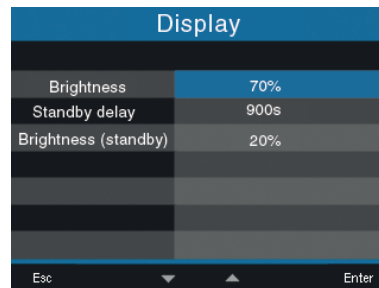 Display
Brightness 70%
Standby delay 900s
Brightness (standby) 20%
Esc Enter